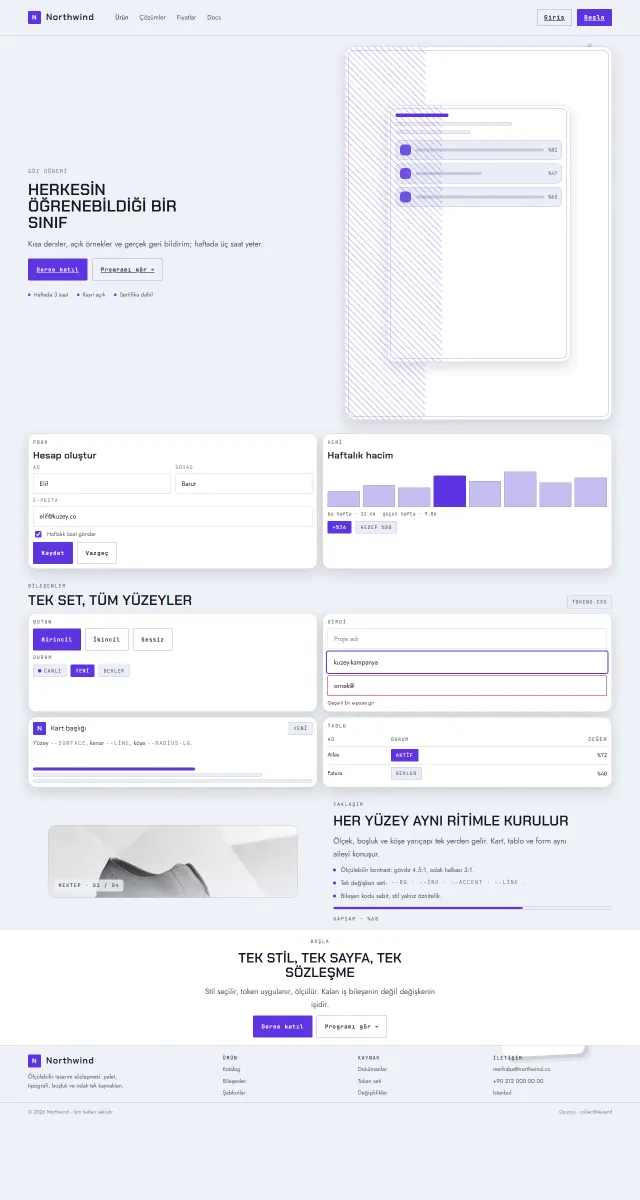 N Northwind Ürün Çözümler Fiyatlar Docs Giriş Başla
GÜZ DÖNEMİ
HERKESİN
ÖĞRENEBİLDİĞİ BİR
SINIF
Kısa dersler, açık örnekler ve gerçek geri bildirim; haftada üç saat yeter.
Derse katıl Programı gör →
Haftada 3 saat Kayıt açık Sertifika dahil
%82
%47
%63
FORM
Hesap oluştur
AD SOYAD
Elif Barut
E-POSTA
elif@kuzey.co
Haftalık özet gönder
Kaydet Vazgeç
VERİ
Haftalık hacim
bu hafta · 12.4k geçen hafta · 9.8k
+%26 HEDEF %80
BİLEŞENLER
TEK SET, TÜM YÜZEYLER
TOKENS.CSS
BUTON
Birincil İkincil Sessiz
DURUM
CANLI YENİ BEKLER
GİRDİ
Proje adı
kuzey-kampanya
ornek@
Geçerli bir e-posta gir
N Kart başlığı YENİ
Yüzey --SURFACE, kenar --LINE, köşe --RADIUS-LG.
TABLO
AD DURUM DEĞER
Atlas AKTİF %72
Fatura BEKLER %48
MEKTEP · 01 / 04
YAKLAŞIM
HER YÜZEY AYNI RİTİMLE KURULUR
Ölçek, boşluk ve köşe yarıçapı tek yerden gelir. Kart, tablo ve form aynı
aileyi konuşur.
Ölçülebilir kontrast: gövde 4.5:1, odak halkası 3:1.
Tek değişken seti: --BG · --INK · --ACCENT · --LINE .
Bileşen kodu sabit, stil yalnız öznitelik.
KAPSAM · %68
BAŞLA
TEK STİL, TEK SAYFA, TEK
SÖZLEŞME
Stil seçilir, token uygulanır, ölçülür. Kalan iş bileşenin değil değişkenin
işidir.
Derse katıl Programı gör →
N Northwind
Ölçülebilir tasarım sözleşmesi: palet,
tipografi, boşluk ve odak tek kaynaktan.
ÜRÜN
Katalog
Bileşenler
Şablonlar
KAYNAK
Dokümanlar
Token seti
Değişiklikler
İLETİŞİM
merhaba@northwind.co
+90 212 000 00 00
İstanbul
© 2026 Northwind · tüm hakları saklıdır